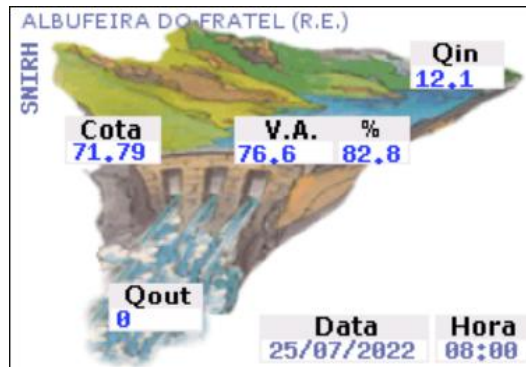 ALBUFEIRA DO FRATEL (R.E.)
SNIRH
Qin
12.1
Cota V.A. %
71.79 76.6 82.8
Qout
0
Data Hora
25/07/2022 08:00